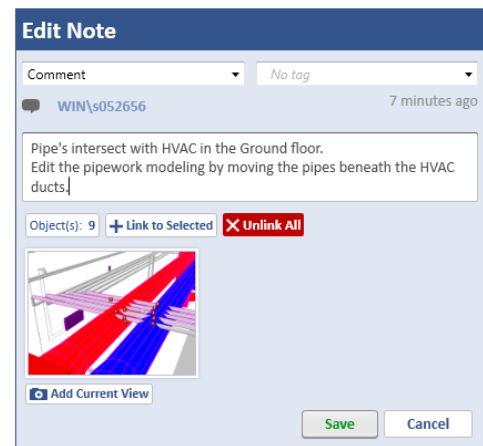 Edit Note
Comment No tag
WIN\s052656 7 minutes ago
Pipe's intersect with HVAC in the Ground floor.
Edit the pipework modeling by moving the pipes beneath the HVAC
ducts.
Object(s): 9 Link to Selected Unlink All
Add Current View
Save Cancel